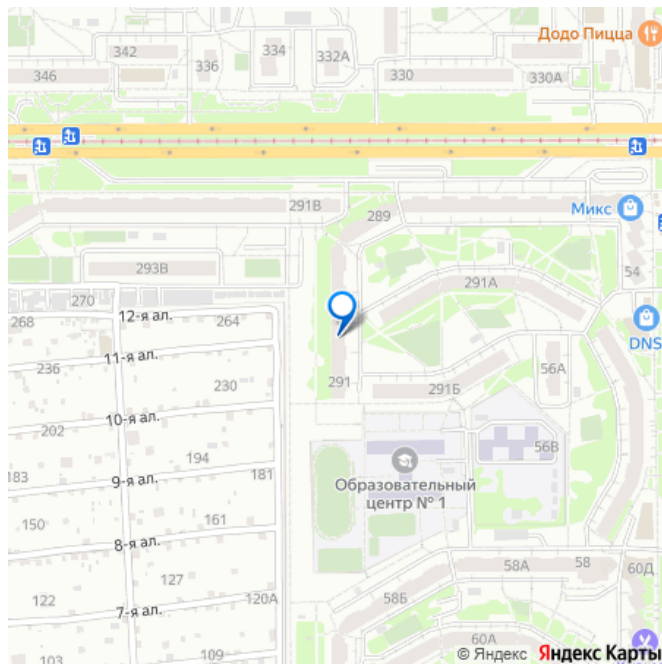 Додо Пицца
342
334
332А
336
346
330
330А
291В
289
Микс
293В
291А
54
270
268
12-я ал.
264
DNS
11-я ал.
236
56А
230
291
291Б
10-я ал.
202
56В
194
183
181
9-я ал.
Образовательный
центр № 1
150
161
8-я ал.
127
58А
58
60Д
122
120А
58Б
7-я ал.
60А
103
109
© Яндекс Яндекс Карты